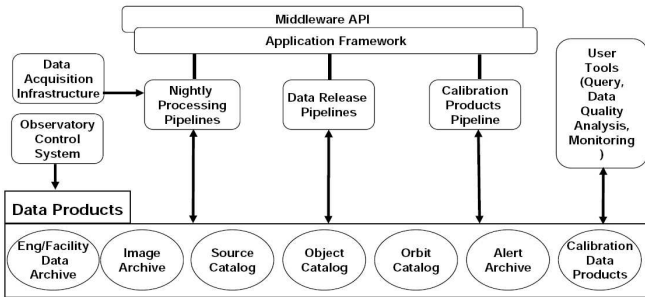 Middleware API
Application Framework
Data
Acquisition
Infrastructure
Nightly
Processing
Pipelines
Data Release
Pipelines
Calibration
Products
Pipeline
User
Tools
(Query,
Data
Quality
Analysis,
Monitoring
)
Observatory
Control
System
Data Products
Eng/Facility
Data
Archive
Image
Archive
Source
Catalog
Object
Catalog
Orbit
Catalog
Alert
Archive
Calibration
Data
Products